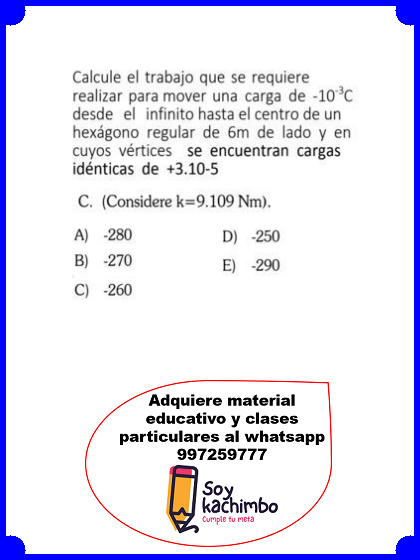 Calcule el trabajo que se requiere
realizar para mover una carga de -10⁻³C
desde el infinito hasta el centro de un
hexágono regular de 6m de lado y en
cuyos vértices se encuentran cargas
idénticas de +3.10-5
C. (Considere k=9.109 Nm).
A) -280
B) -270
C) -260
D) -250
E) -290
Adquiere material
educativo y clases
particulares al whatsapp
997259777
Soy
kachimbo
Cumple tu meta